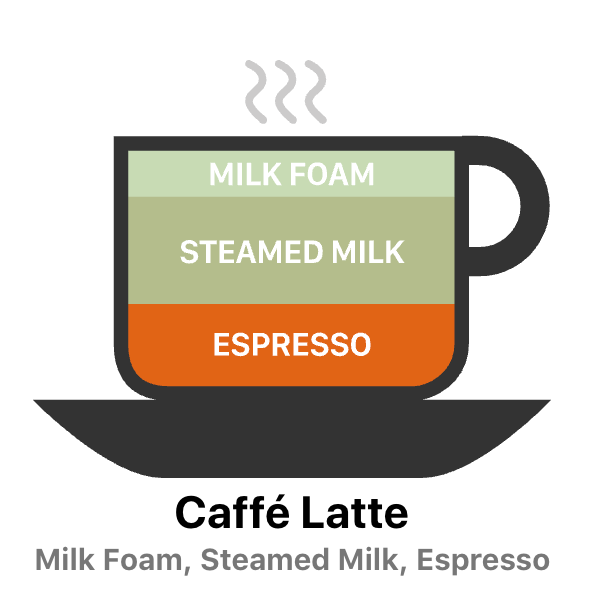 MILK FOAM
STEAMED MILK
ESPRESSO
Caffé Latte
Milk Foam, Steamed Milk, Espresso